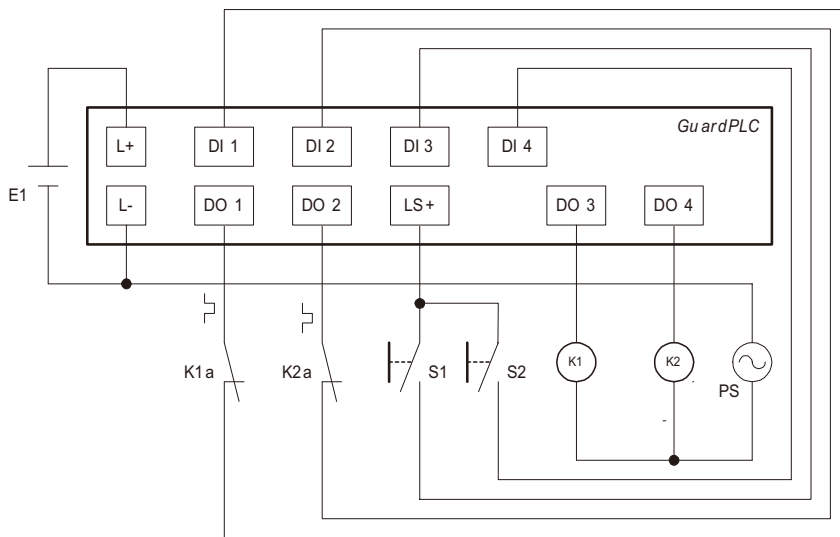 GuardPLC
L+
DI 1
DI 2
DI 3
DI 4
E1
L-
DO 1
DO 2
LS+
DO 3
DO 4
K1a
K2a
S1
S2
K1
K2
PS